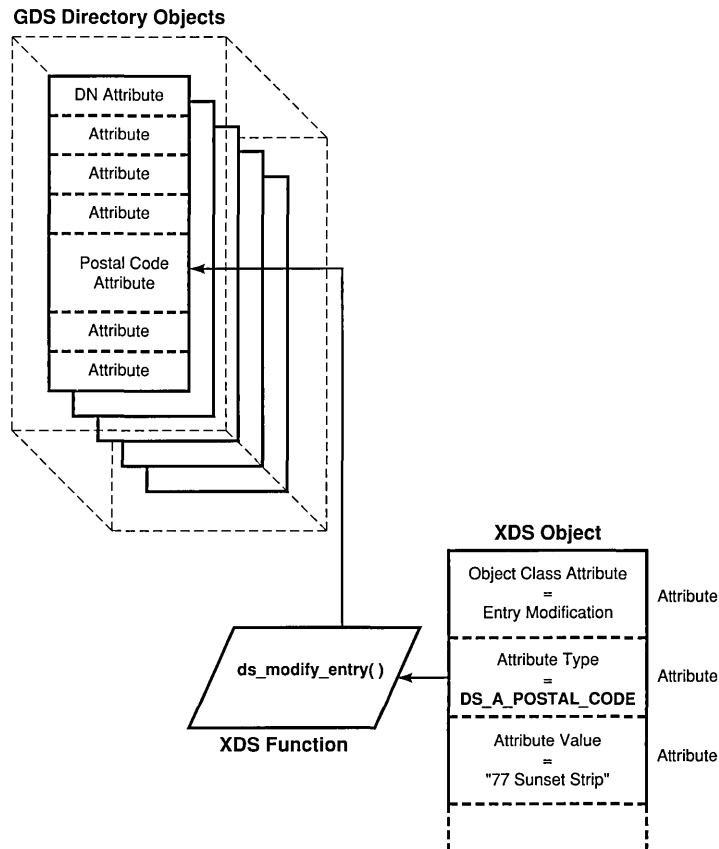 GDS Directory Objects
DN Attribute
Attribute
Attribute
Attribute
Postal Code
Attribute
Attribute
Attribute
XDS Object
Object Class Attribute
=
Entry Modification
Attribute
Attribute Type
=
DS_A_POSTAL_CODE
Attribute
Attribute Value
=
"77 Sunset Strip"
Attribute
ds_modify_entry( )
XDS Function